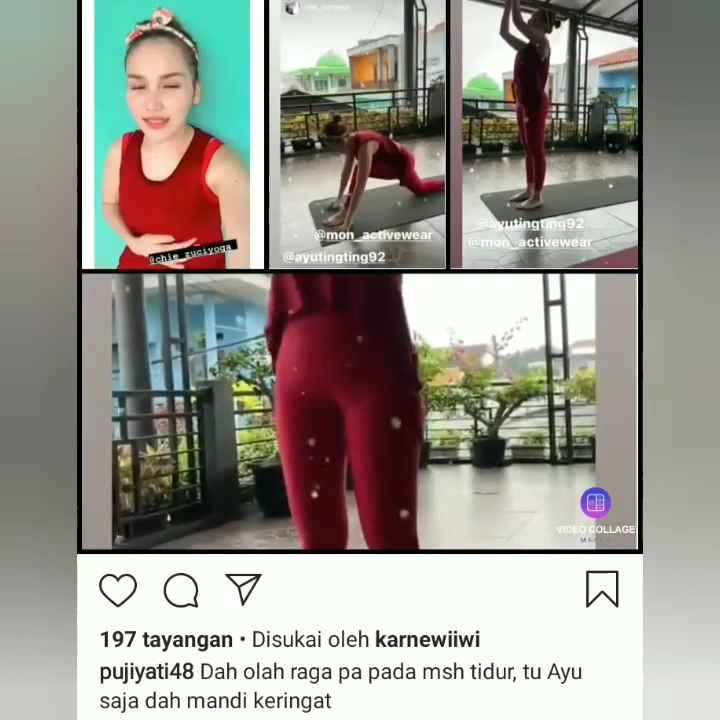 @chie_zuciyoga
@mon_activewear
@ayutingting92
@ayutingting92
@mon_activewear
VIDEO COLLAGE
MAKER
197 tayangan • Disukai oleh karnewiiwi
pujiyati48 Dah olah raga pa pada msh tidur, tu Ayu
saja dah mandi keringat